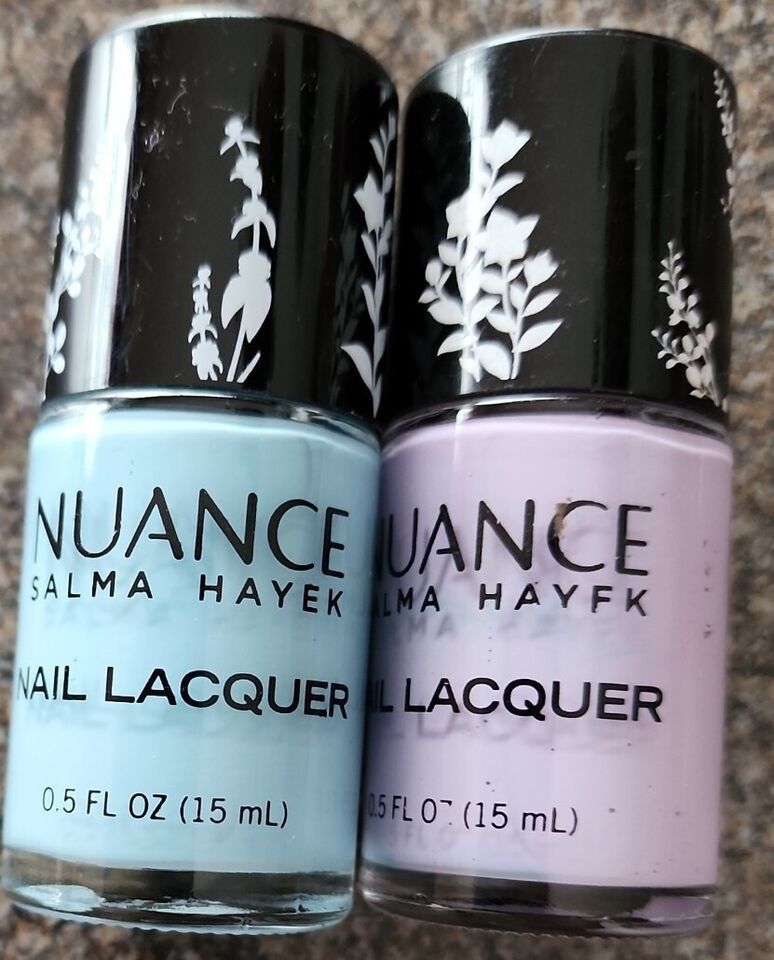 NUANCE
SALMA HAYEK
NAIL LACQUER
0.5 FL OZ (15 mL)
UANCE
ALMA HAYFK
IL LACQUER
0.5 FL O (15 mL)